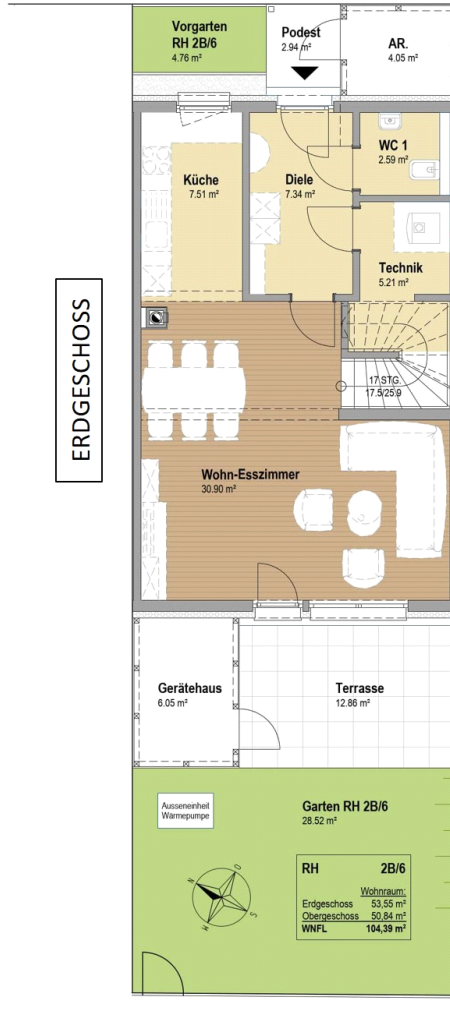 Vorgarten
RH 2B/6
4.76 m²
Podest
2.94 m²
AR.
4.05 m²
WC 1
2.59 m²
Küche
7.51 m²
Diele
7.34 m²
Technik
5.21 m²
ERDGESCHOSS
17 STG.
17.5/25.9
Wohn-Esszimmer
30.90 m²
Gerätehaus
6.05 m²
Terrasse
12.86 m²
Ausseneinheit
Wärmepumpe
Garten RH 2B/6
28.52 m²
N
O
S
W
RH 2B/6
Wohnraum:
Erdgeschoss 53,55 m²
Obergeschoss 50,84 m²
WNFL 104,39 m²